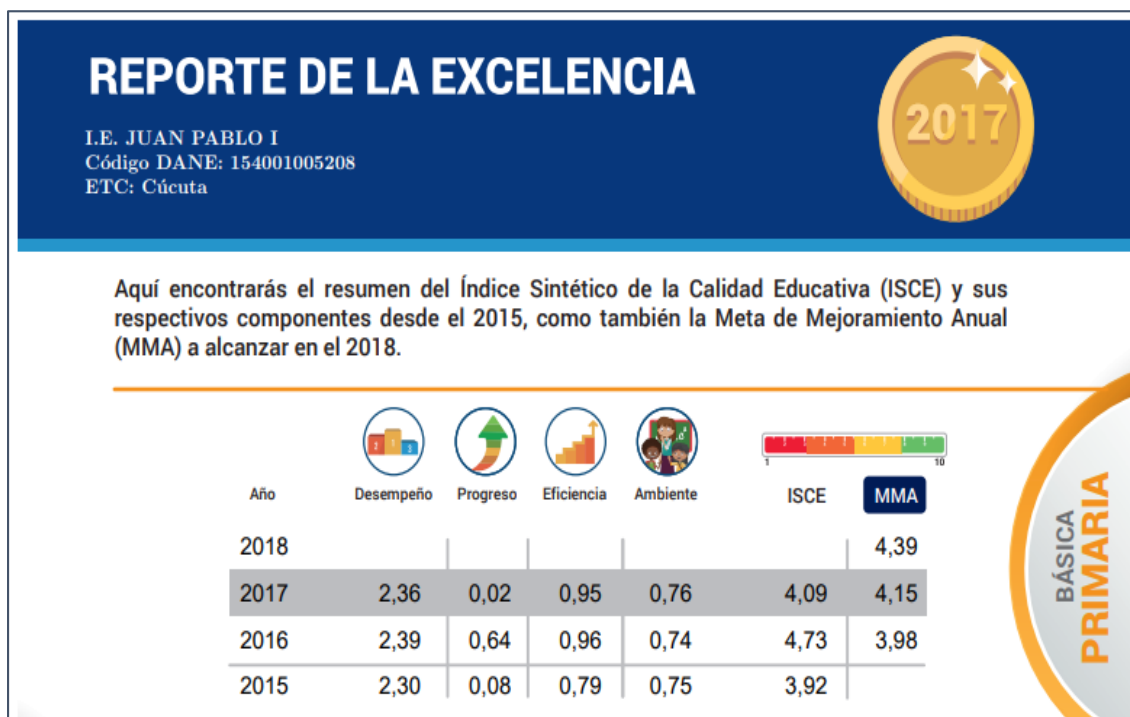 REPORTE DE LA EXCELENCIA
2017
I.E. JUAN PABLO I
Código DANE: 154001005208
ETC: Cúcuta
Aquí encontrarás el resumen del Índice Sintético de la Calidad Educativa (ISCE) y sus
respectivos componentes desde el 2015, como también la Meta de Mejoramiento Anual
(MMA) a alcanzar en el 2018.
2 1 3
1 10
Año Desempeño Progreso Eficiencia Ambiente ISCE MMA
2018 4,39
2017 2,36 0,02 0,95 0,76 4,09 4,15
2016 2,39 0,64 0,96 0,74 4,73 3,98
2015 2,30 0,08 0,79 0,75 3,92
BÁSICA
PRIMARIA